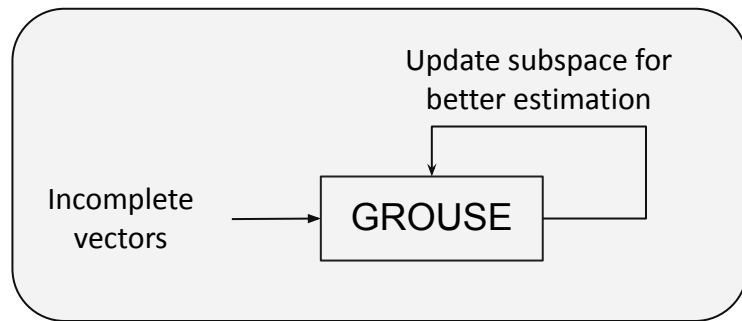 Update subspace for
better estimation
Incomplete
vectors
GROUSE